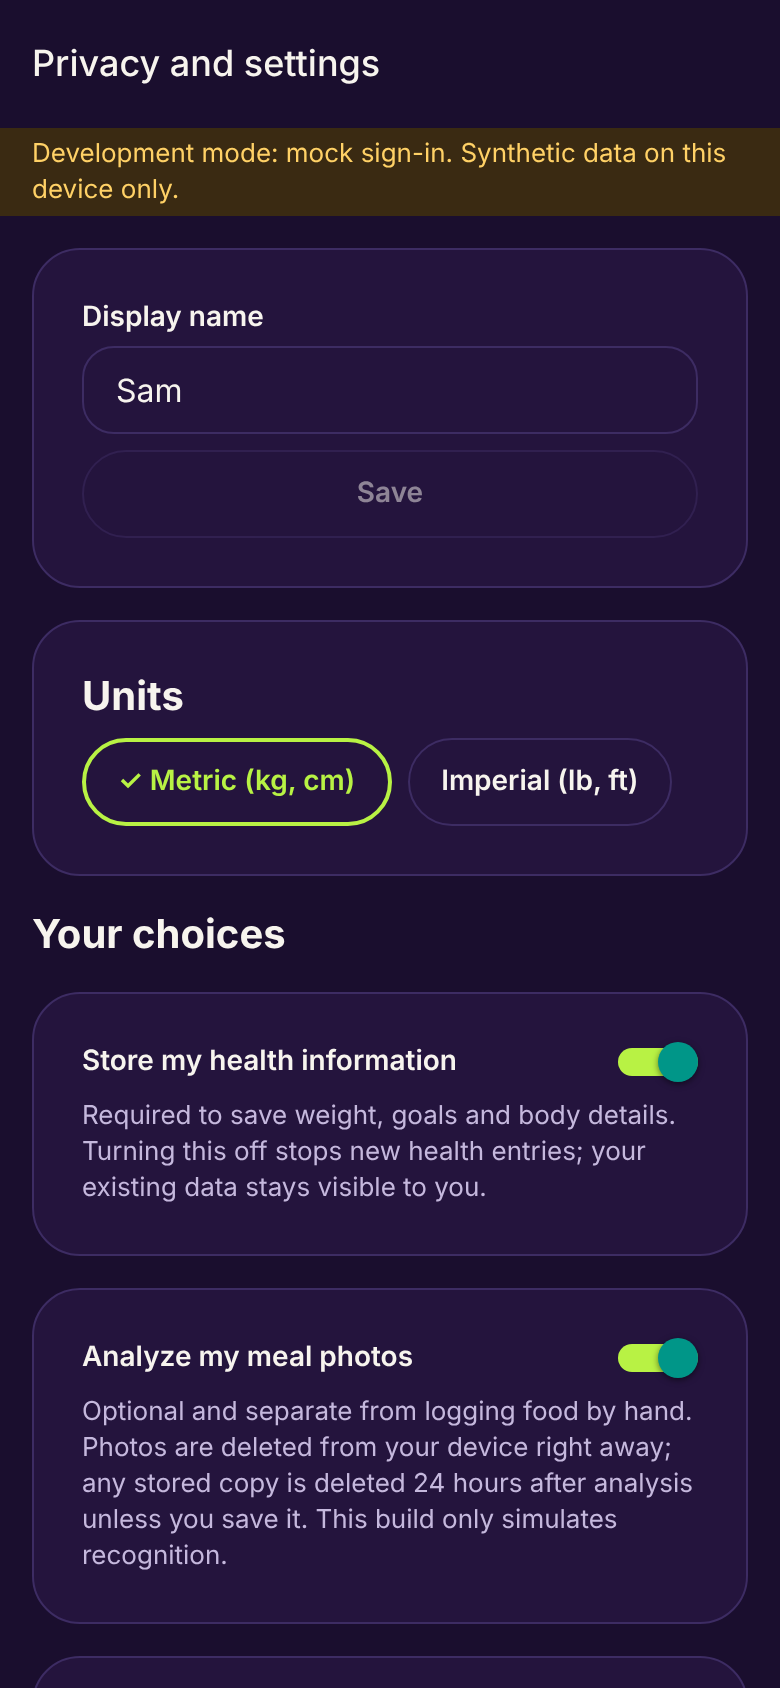 Privacy and settings
Development mode: mock sign-in. Synthetic data on this
device only.
Display name
Sam
Save
Units
✓ Metric (kg, cm)
Imperial (lb, ft)
Your choices
Store my health information
Required to save weight, goals and body details.
Turning this off stops new health entries; your
existing data stays visible to you.
Analyze my meal photos
Optional and separate from logging food by hand.
Photos are deleted from your device right away;
any stored copy is deleted 24 hours after analysis
unless you save it. This build only simulates
recognition.